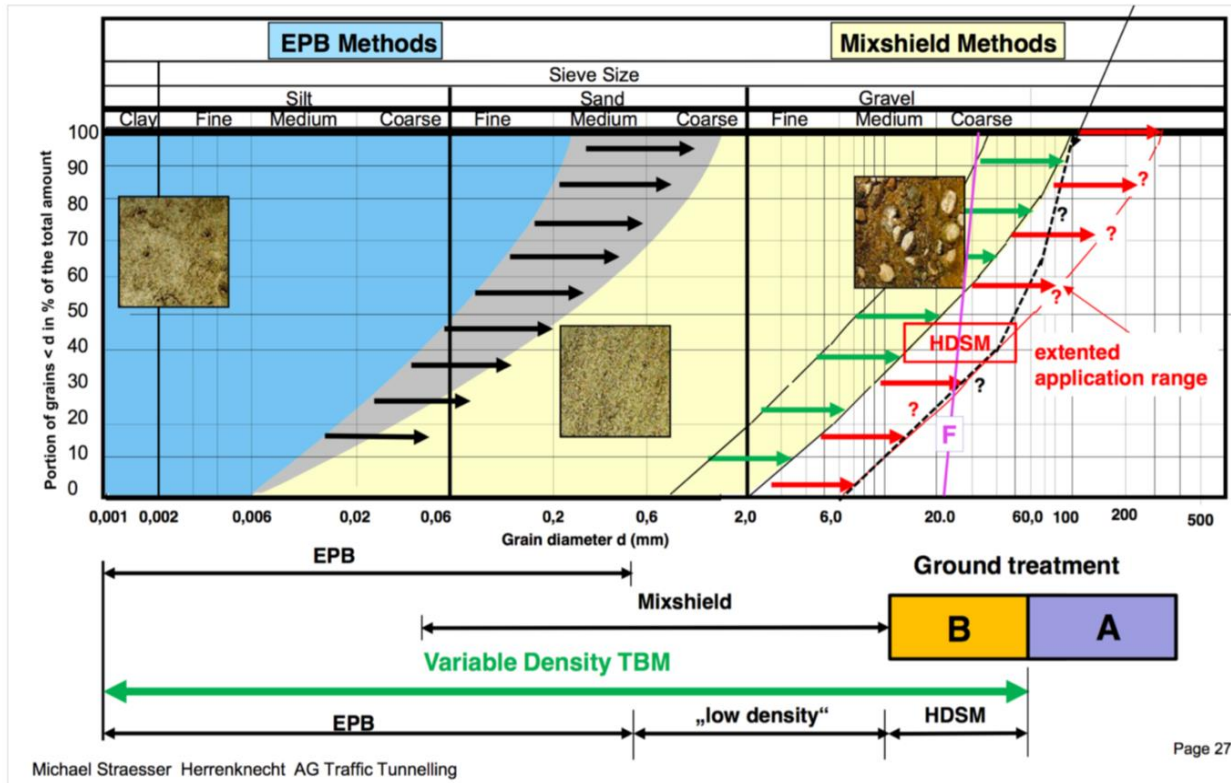 EPB Methods
Mixshield Methods
Sieve Size
Silt
Sand
Gravel
Clay Fine Medium Coarse Fine Medium Coarse Fine Medium Coarse
Portion of grains < d in % of the total amount
100
90
80
70
60
50
40
30
20
10
0
?
?
?
?
?
?
?
HDSM
extented
application range
F
0,001 0,002 0,006 0,02 0,06 0,2 0,6 2,0 6,0 20.0 60,0 100 200 500
Grain diameter d (mm)
EPB
Ground treatment
Mixshield
B
A
Variable Density TBM
EPB
„low density“
HDSM
Page 27
Michael Straesser Herrenknecht AG Traffic Tunnelling